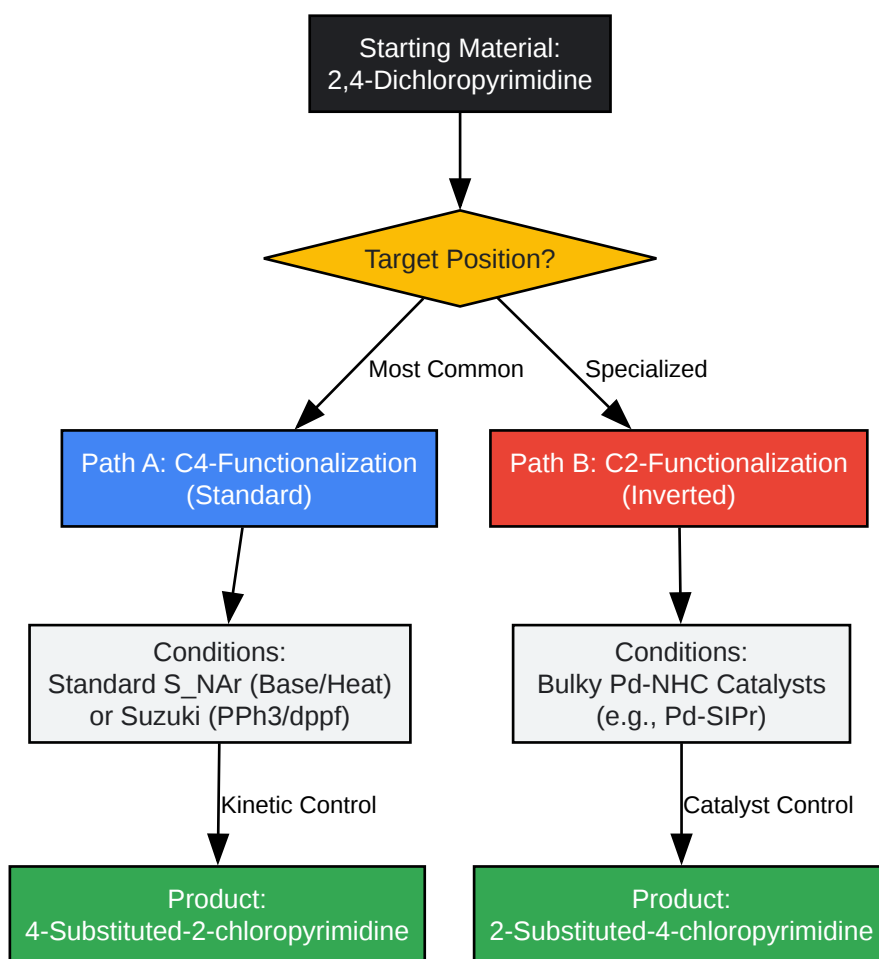 Starting Material:
2,4-Dichloropyrimidine
Target Position?
Most Common
Specialized
Path A: C4-Functionalization
(Standard)
Path B: C2-Functionalization
(Inverted)
Conditions:
Standard S_NAr (Base/Heat)
or Suzuki (PPh3/dppf)
Conditions:
Bulky Pd-NHC Catalysts
(e.g., Pd-SIPr)
Kinetic Control
Catalyst Control
Product:
4-Substituted-2-chloropyrimidine
Product:
2-Substituted-4-chloropyrimidine